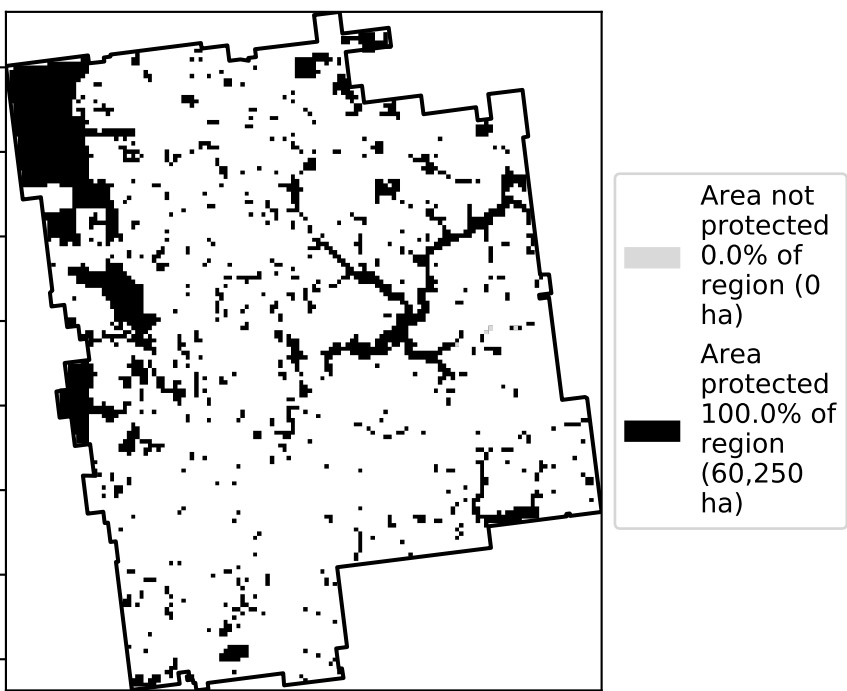 Area not
protected
0.0% of
region (0
ha)
Area
protected
100.0% of
region
(60,250
ha)